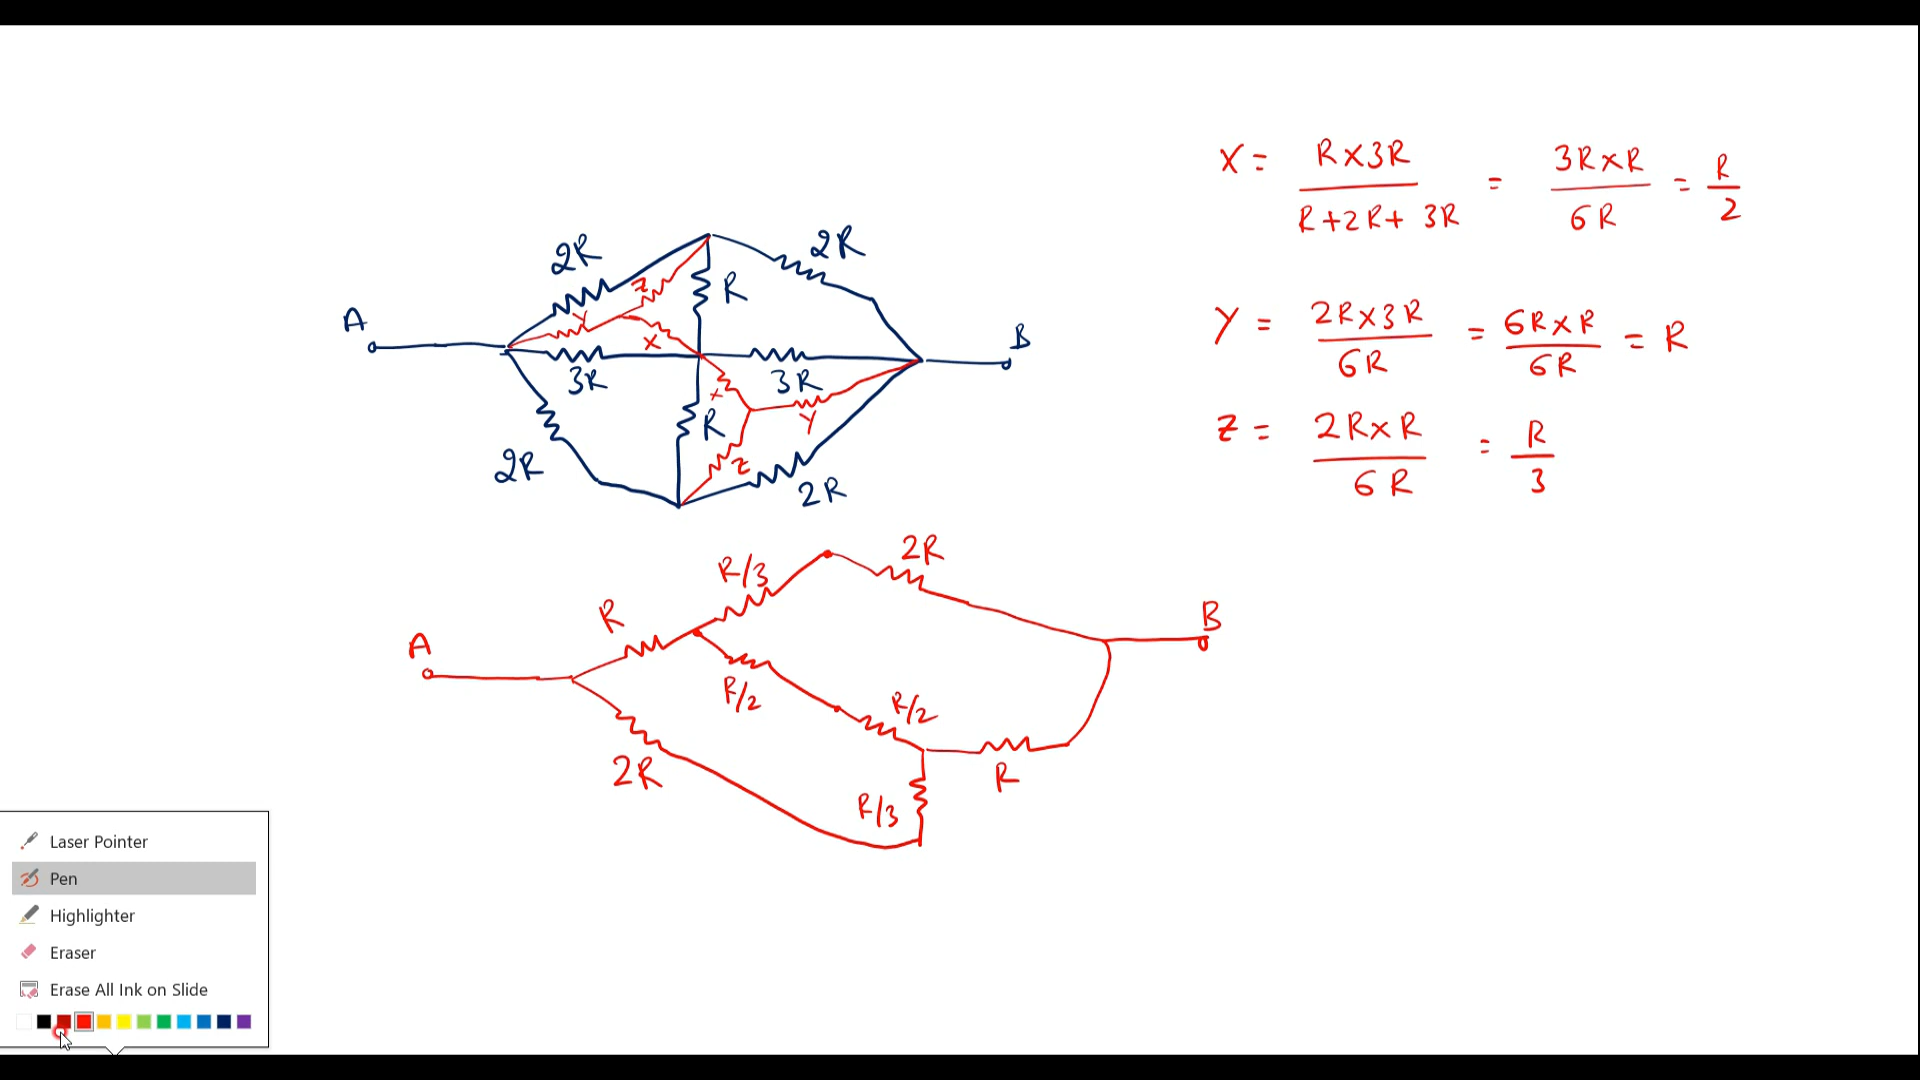 X = R×3R / R+2R+3R = 3R×R / 6R = R / 2
2R
2R
Z
R
A
Y
X
B
Y = 2R×3R / 6R = 6R×R / 6R = R
3R
3R
X
Y
R
Z = 2R×R / 6R = R / 3
2R
Z
2R
2R
R/3
R
B
A
R/2
R/2
2R
R
R/3
Laser Pointer
Pen
Highlighter
Eraser
Erase All Ink on Slide